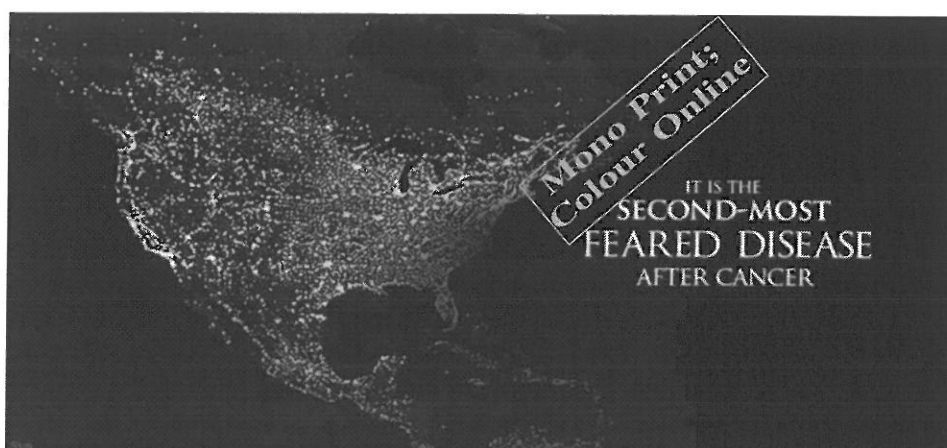 Mono Print;
Colour Online
IT IS THE
SECOND-MOST
FEARED DISEASE
AFTER CANCER